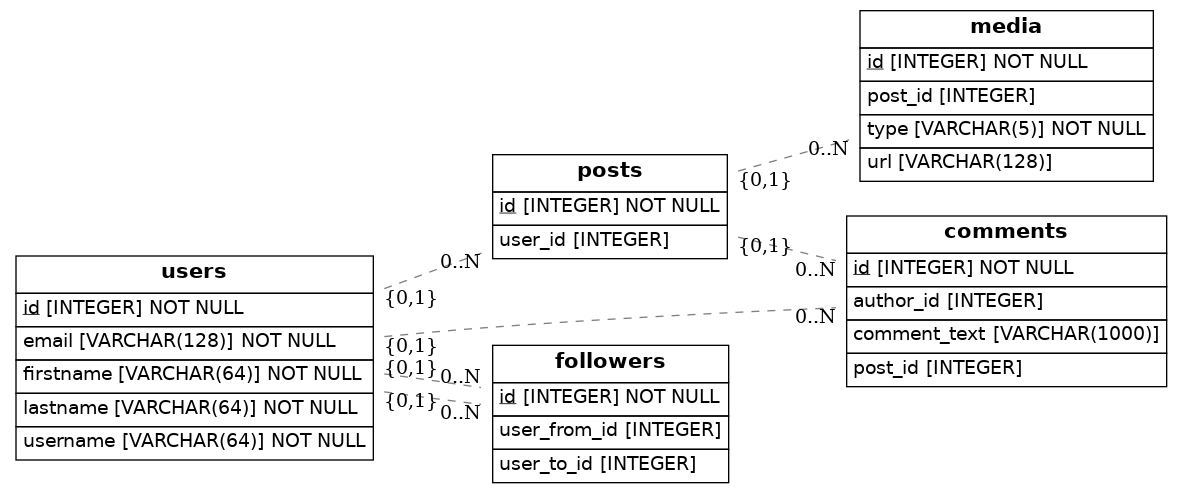 media
id [INTEGER] NOT NULL
post_id [INTEGER]
type [VARCHAR(5)] NOT NULL
url [VARCHAR(128)]
0..N
{0,1}
posts
id [INTEGER] NOT NULL
user_id [INTEGER]
{0,1}
0..N
comments
id [INTEGER] NOT NULL
author_id [INTEGER]
comment_text [VARCHAR(1000)]
post_id [INTEGER]
0..N
{0,1}
0..N
{0,1}
users
id [INTEGER] NOT NULL
email [VARCHAR(128)] NOT NULL
firstname [VARCHAR(64)] NOT NULL
lastname [VARCHAR(64)] NOT NULL
username [VARCHAR(64)] NOT NULL
{0,1}
0..N
{0,1}
0..N
followers
id [INTEGER] NOT NULL
user_from_id [INTEGER]
user_to_id [INTEGER]